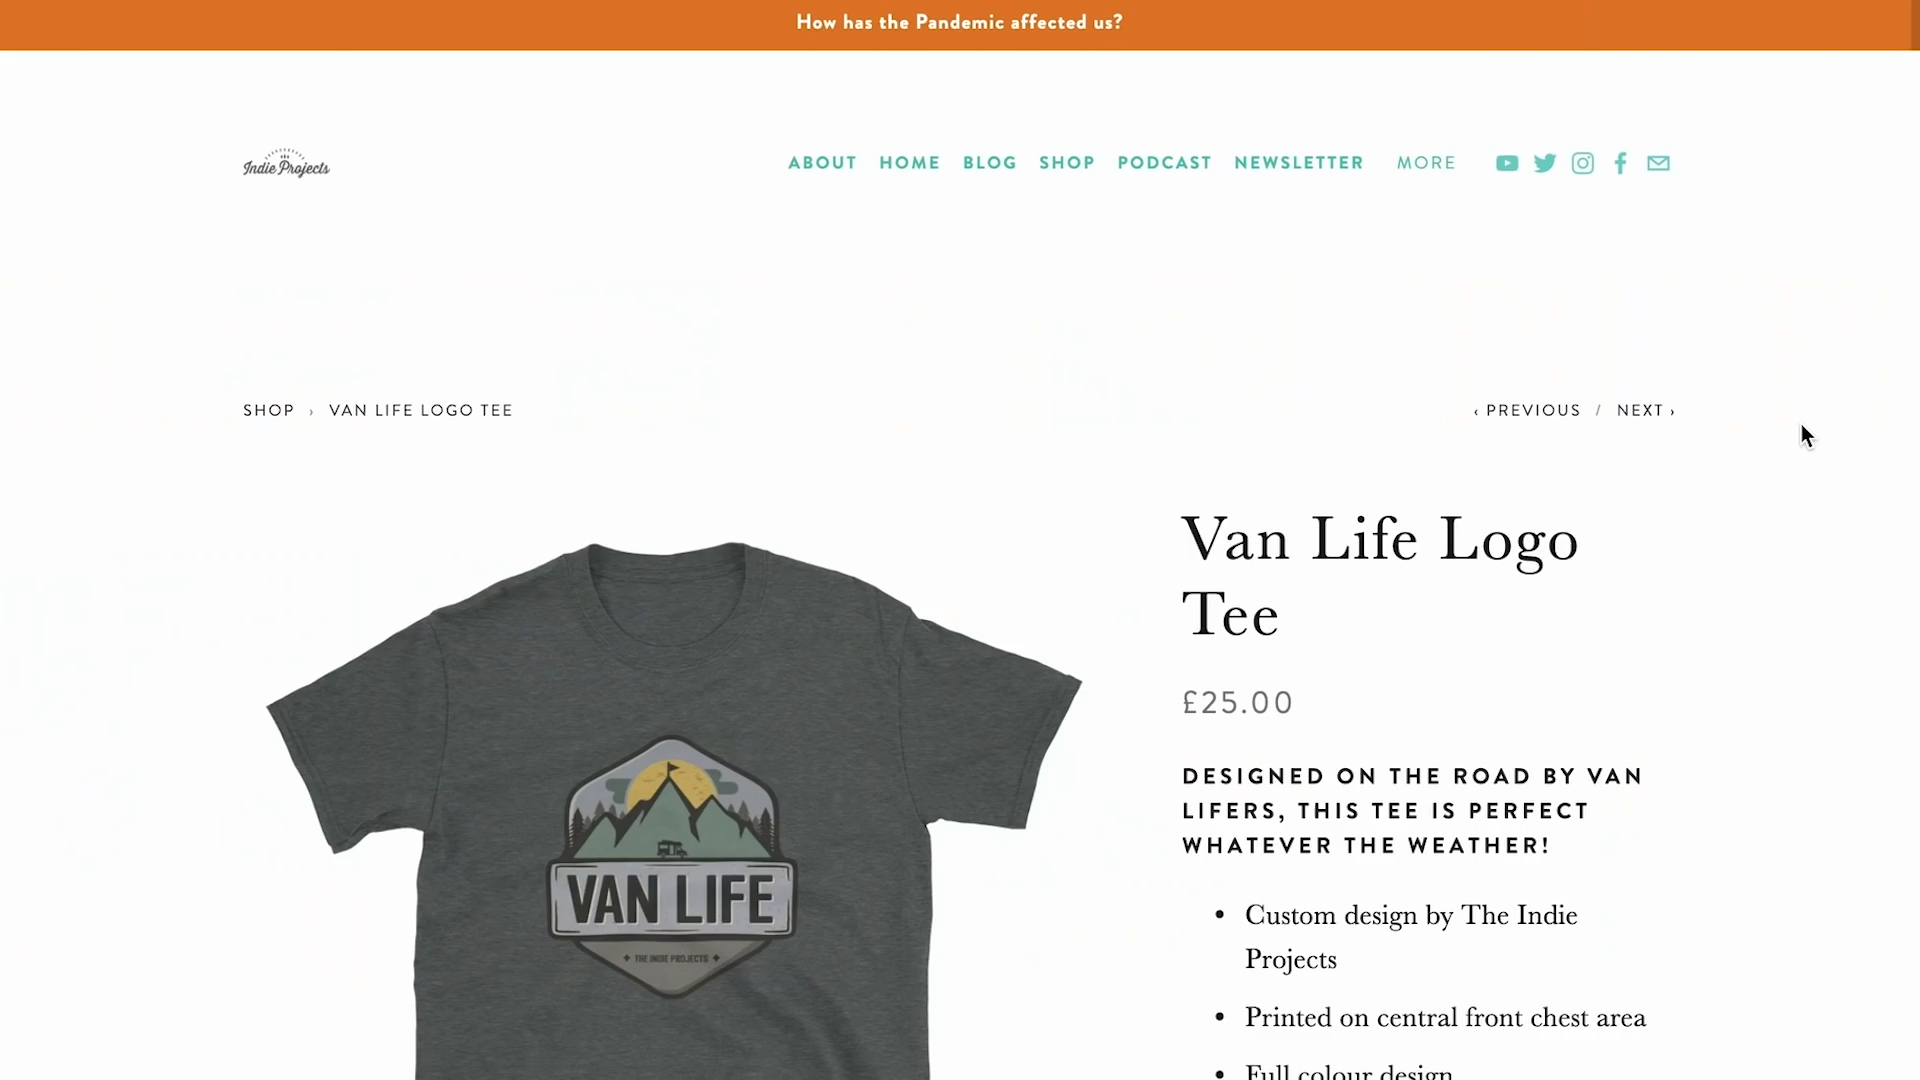 How has the Pandemic affected us?
Indie Projects
ABOUT HOME BLOG SHOP PODCAST NEWSLETTER MORE
SHOP › VAN LIFE LOGO TEE
‹ PREVIOUS / NEXT ›
Van Life Logo
Tee
£25.00
DESIGNED ON THE ROAD BY VAN
LIFERS, THIS TEE IS PERFECT
WHATEVER THE WEATHER!
• Custom design by The Indie
Projects
• Printed on central front chest area
• Full colour design
VAN LIFE
THE INDIE PROJECTS